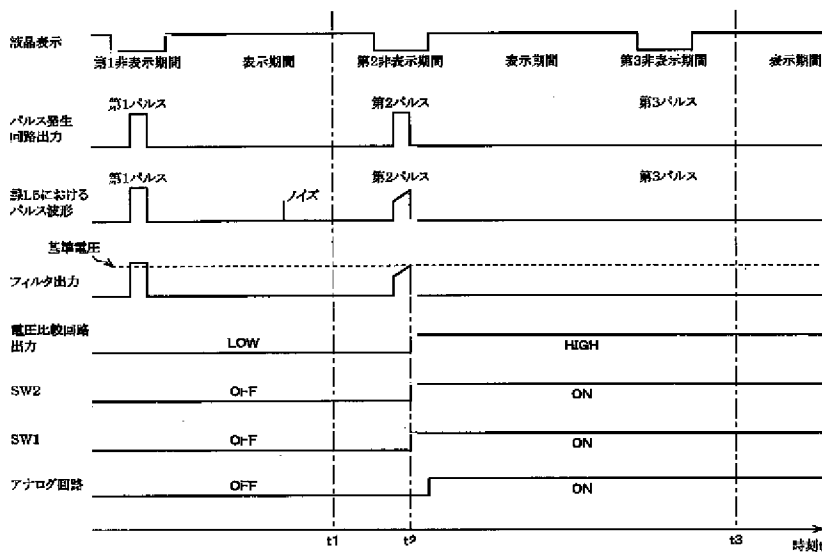 液晶表示
第1非表示期間 表示期間 第2非表示期間 表示期間 第3非表示期間 表示期間
第1パルス 第2パルス 第3パルス
パルス発生
回路出力
第1パルス ノイズ 第2パルス 第3パルス
線L5における
パルス波形
基準電圧
フィルタ出力
電圧比較回路
出力
LOW HIGH
SW2 OFF ON
SW1 OFF ON
アナログ回路 OFF ON
t1 t2 t3 時刻t